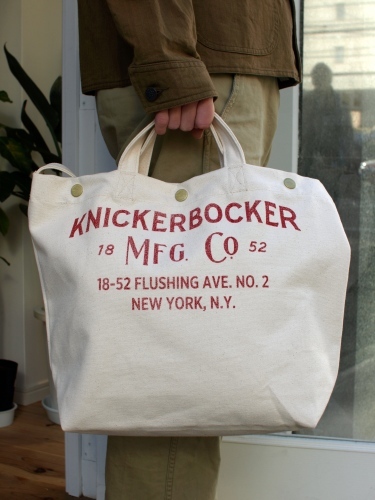 KNICKERBOCKER
18 MFG. CO 52
18-52 FLUSHING AVE. NO. 2
NEW YORK, N.Y.